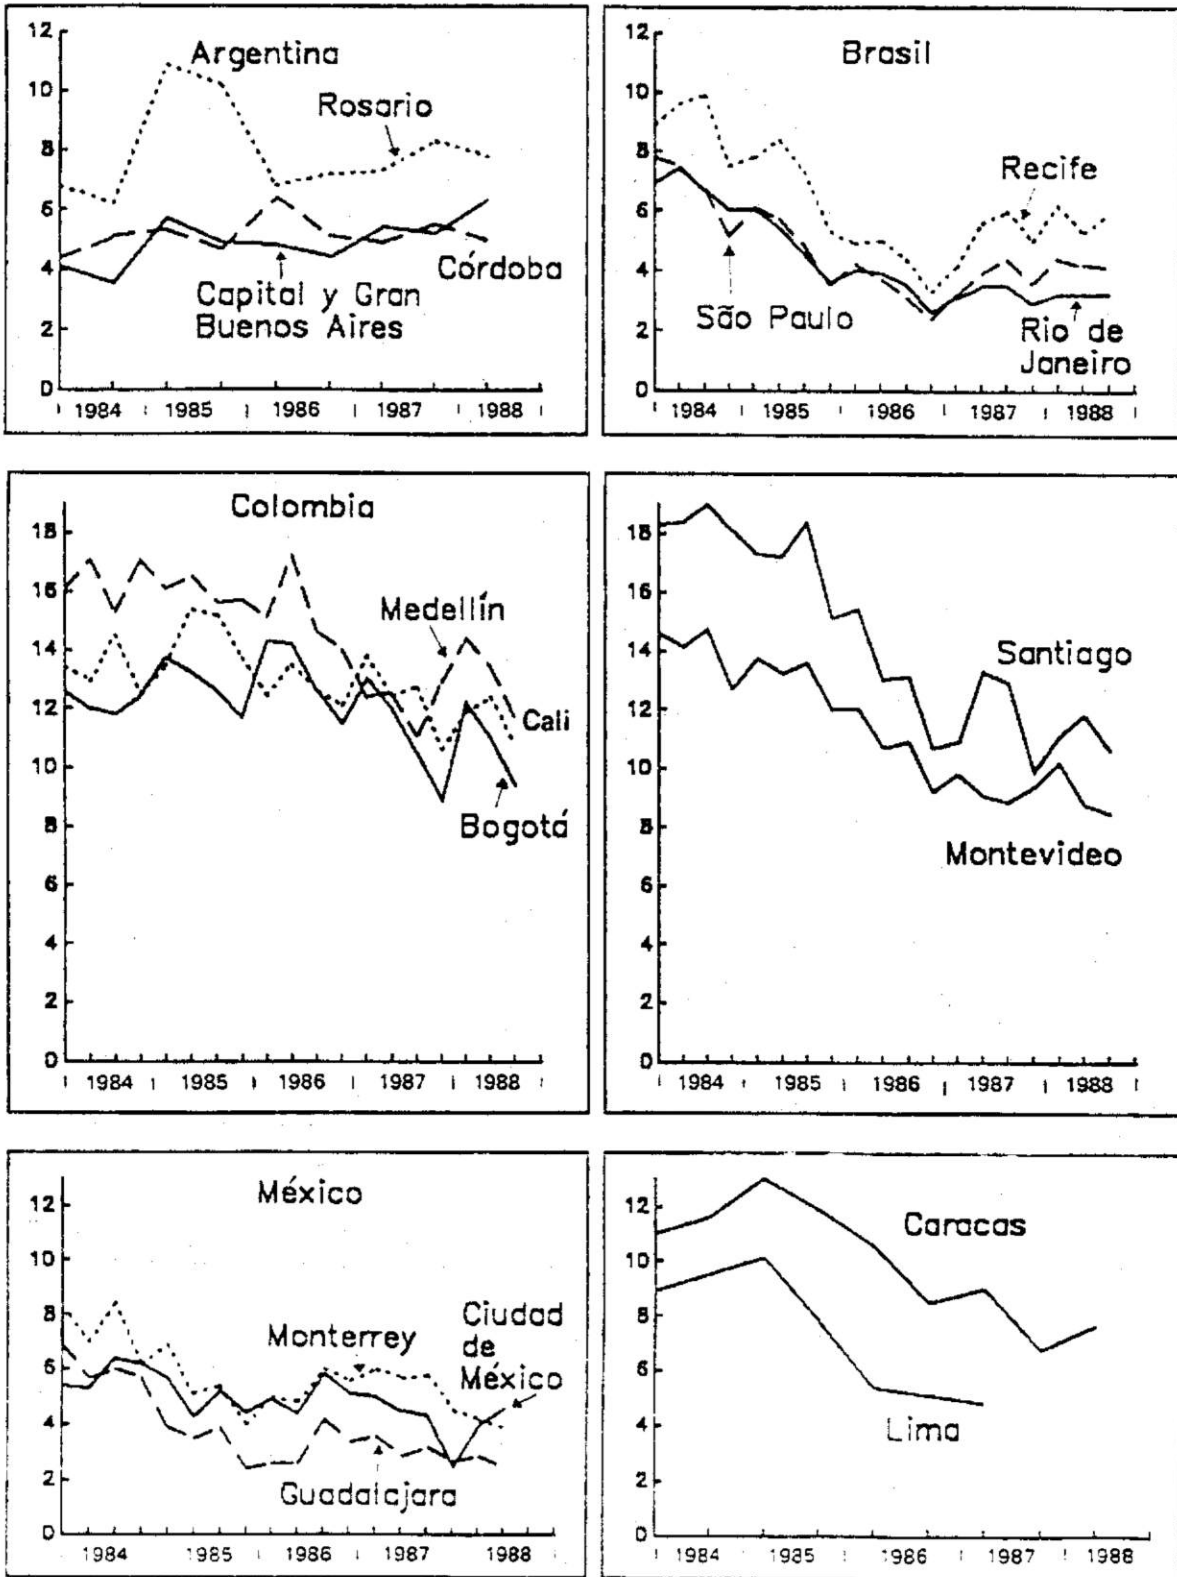 Argentina
12
10
8
6
4
2
0
Rosario
Córdoba
Capital y Gran
Buenos Aires
1984 1985 1986 1987 1988
Brasil
12
10
8
6
4
2
0
Recife
São Paulo
Rio de
Janeiro
1984 1985 1986 1987 1988
Colombia
18
16
14
12
10
8
6
4
2
0
Medellín
Cali
Bogotá
1984 1985 1986 1987 1988
18
16
14
12
10
8
6
4
2
0
Santiago
Montevideo
1984 1985 1986 1987 1988
México
12
10
8
6
4
2
0
Monterrey
Ciudad
de
México
Guadalajara
1984 1985 1986 1987 1988
12
10
8
6
4
2
0
Caracas
Lima
1984 1985 1986 1987 1988